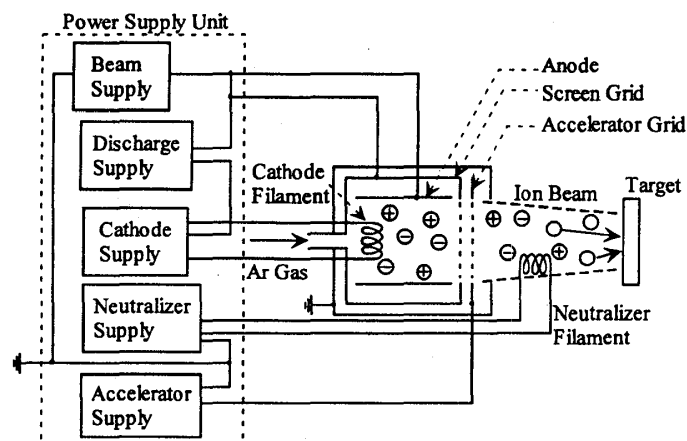 Power Supply Unit
Beam
Supply
Discharge
Supply
Cathode
Supply
Neutralizer
Supply
Accelerator
Supply
Cathode
Filament
Ar Gas
Anode
Screen Grid
Accelerator Grid
Ion Beam
Target
Neutralizer
Filament